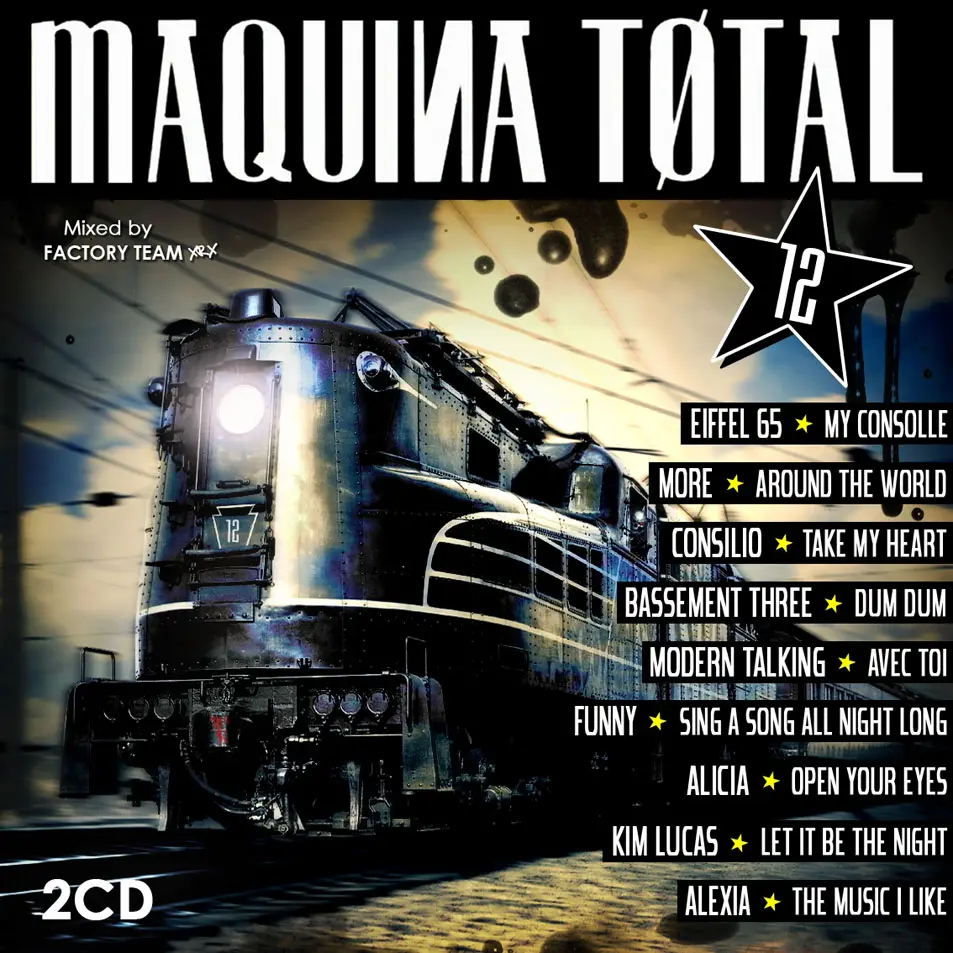 MAQUINA TØTAL
Mixed by
FACTORY TEAM
12
12
EIFFEL 65 ★ MY CONSOLLE
MORE ★ AROUND THE WORLD
CONSILIO ★ TAKE MY HEART
BASSEMENT THREE ★ DUM DUM
MODERN TALKING ★ AVEC TOI
FUNNY ★ SING A SONG ALL NIGHT LONG
ALICIA ★ OPEN YOUR EYES
KIM LUCAS ★ LET IT BE THE NIGHT
ALEXIA ★ THE MUSIC I LIKE
2CD